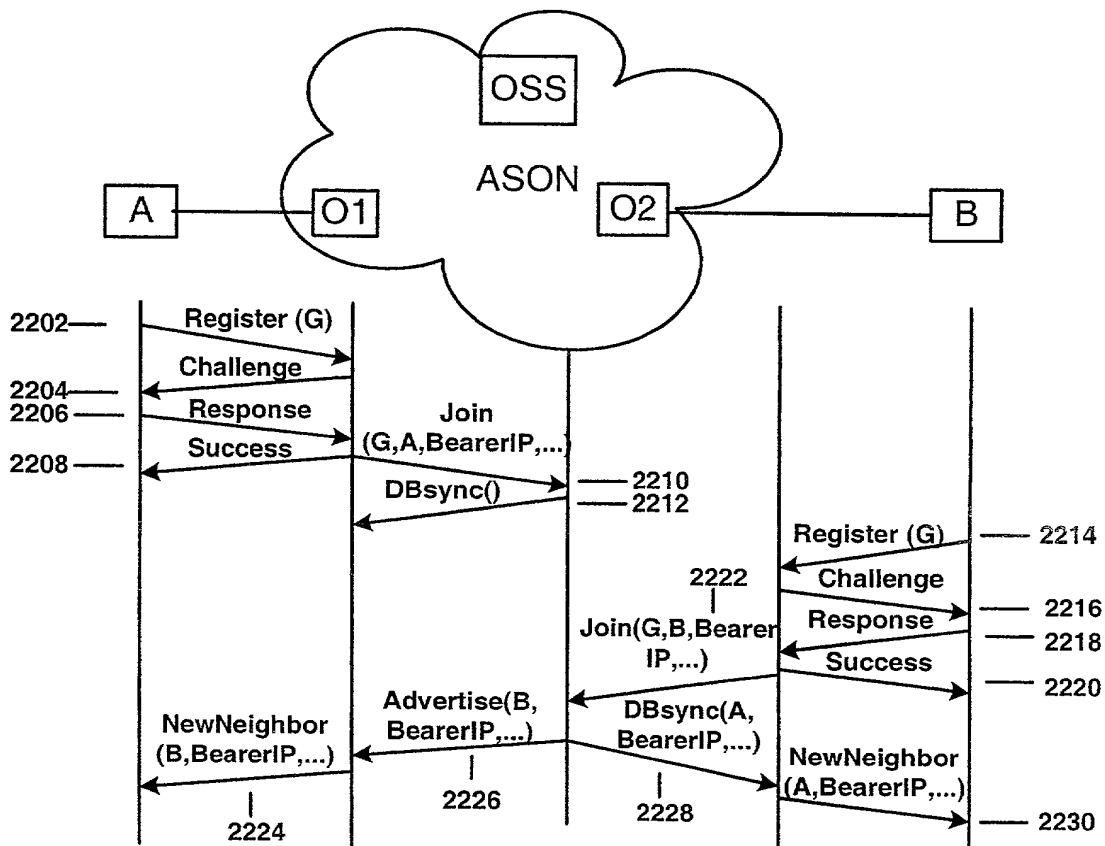 OSS
ASON
A
O1
O2
B
2202
Register (G)
Challenge
2204
2206
Response
Join
(G,A,BearerIP,...)
Success
2208
2210
DBsync()
2212
Register (G)
2214
2222
Challenge
2216
Join(G,B,Bearer
IP,...)
Response
2218
Success
2220
Advertise(B,
BearerIP,...)
DBsync(A,
BearerIP,...)
NewNeighbor
(B,BearerIP,...)
NewNeighbor
(A,BearerIP,...)
2226
2228
2224
2230